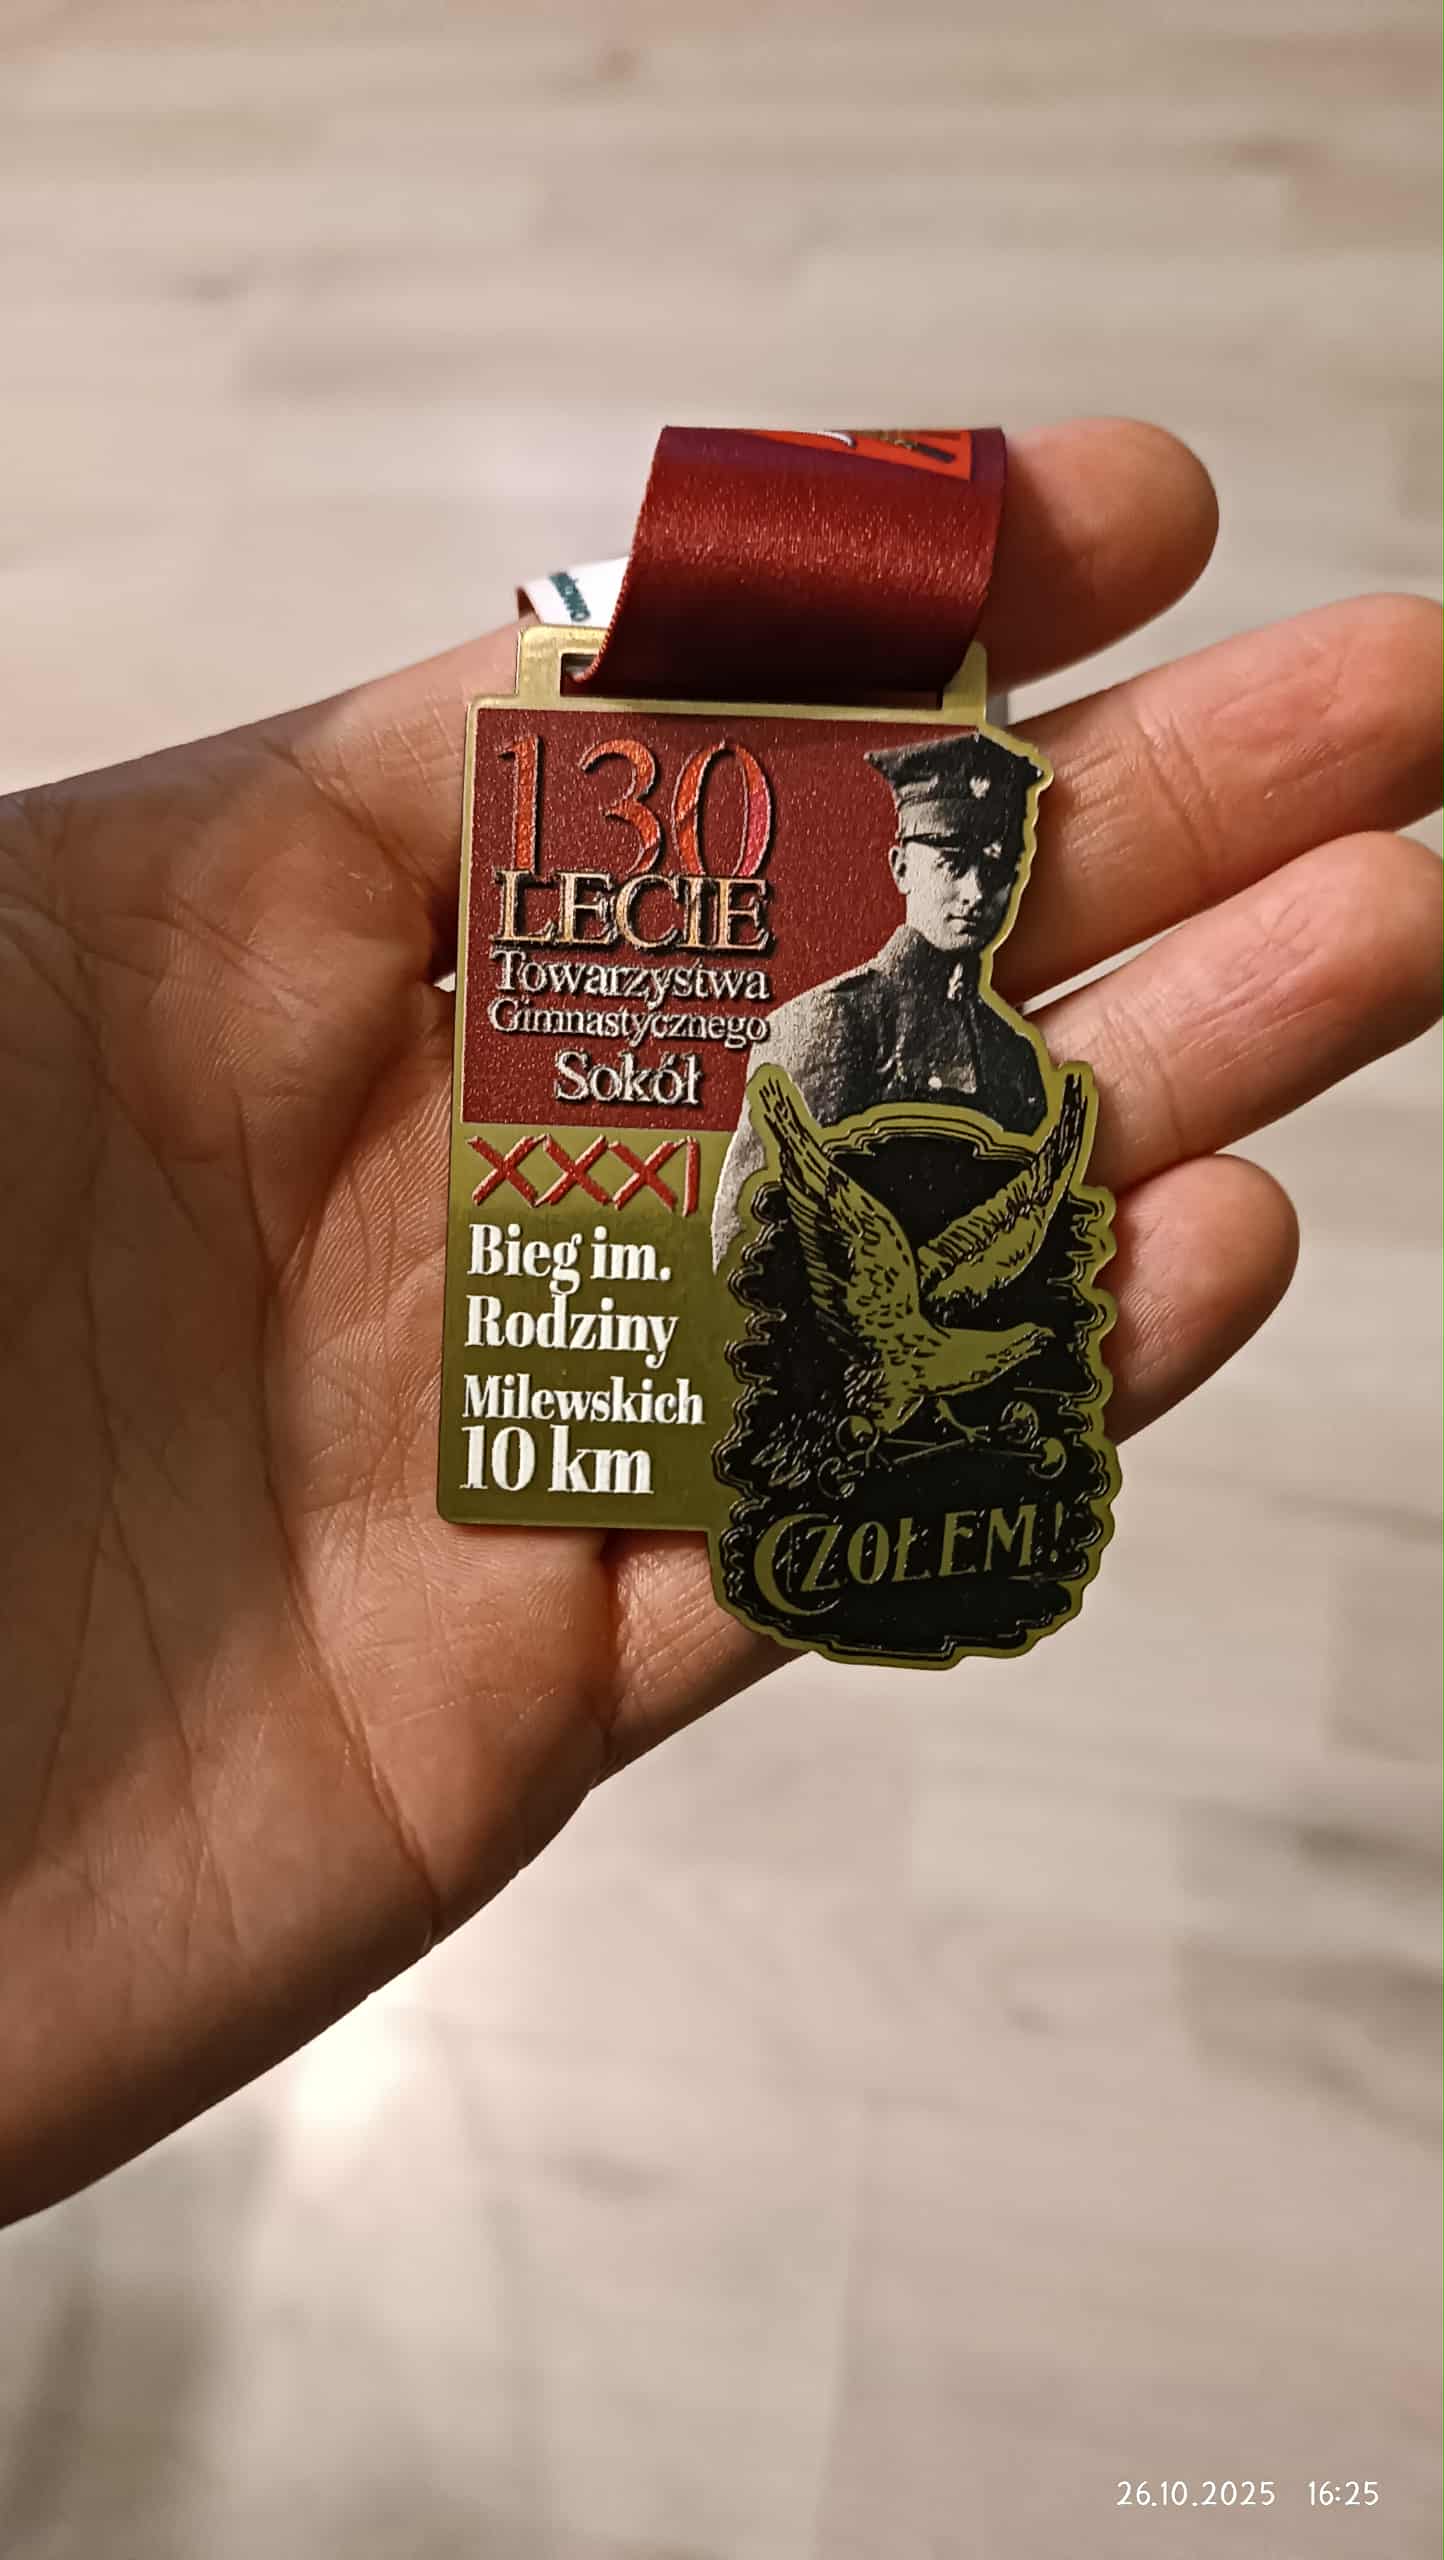 130
LECIE
Towarzystwa
Gimnastycznego
Sokół
XXXI
Bieg im.
Rodziny
Milewskich
10 km
CZOŁEM!
26.10.2025 16:25